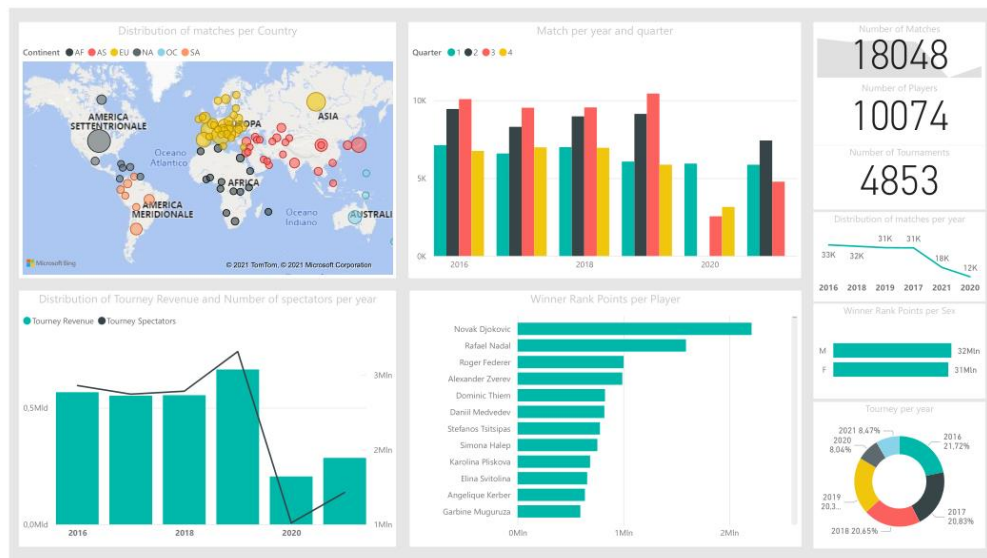 Distribution of matches per Country
Continent AF AS EU NA OC SA
AMERICA
SETTENTRIONALE
ROPA
ASIA
Oceano
Atlantico
AFRICA
AMERICA
MERIDIONALE
Oceano
Indiano
AUSTRALI
Microsoft Bing
© 2021 TomTom, © 2021 Microsoft Corporation
Match per year and quarter
Quarter 1 2 3 4
10K
5K
0K
2016 2018 2020
Number of Matches
18048
Number of Players
10074
Number of Tournaments
4853
Distribution of matches per year
33K 32K 31K 31K 18K 12K
2016 2018 2019 2017 2021 2020
Distribution of Tourney Revenue and Number of spectators per year
Tourney Revenue Tourney Spectators
0,5Mld
0,0Mld
3Mln
2Mln
1Mln
2016 2018 2020
Winner Rank Points per Player
Novak Djokovic
Rafael Nadal
Roger Federer
Alexander Zverev
Dominic Thiem
Daniil Medvedev
Stefanos Tsitsipas
Simona Halep
Karolina Pliskova
Elina Svitolina
Angelique Kerber
Garbine Muguruza
0Mln 1Mln 2Mln
Winner Rank Points per Sex
M 32Mln
F 31Mln
Tourney per year
2021 8,47%
2020
8,04%
2016
21,72%
2019
20,3...
2017
20,83%
2018 20,65%